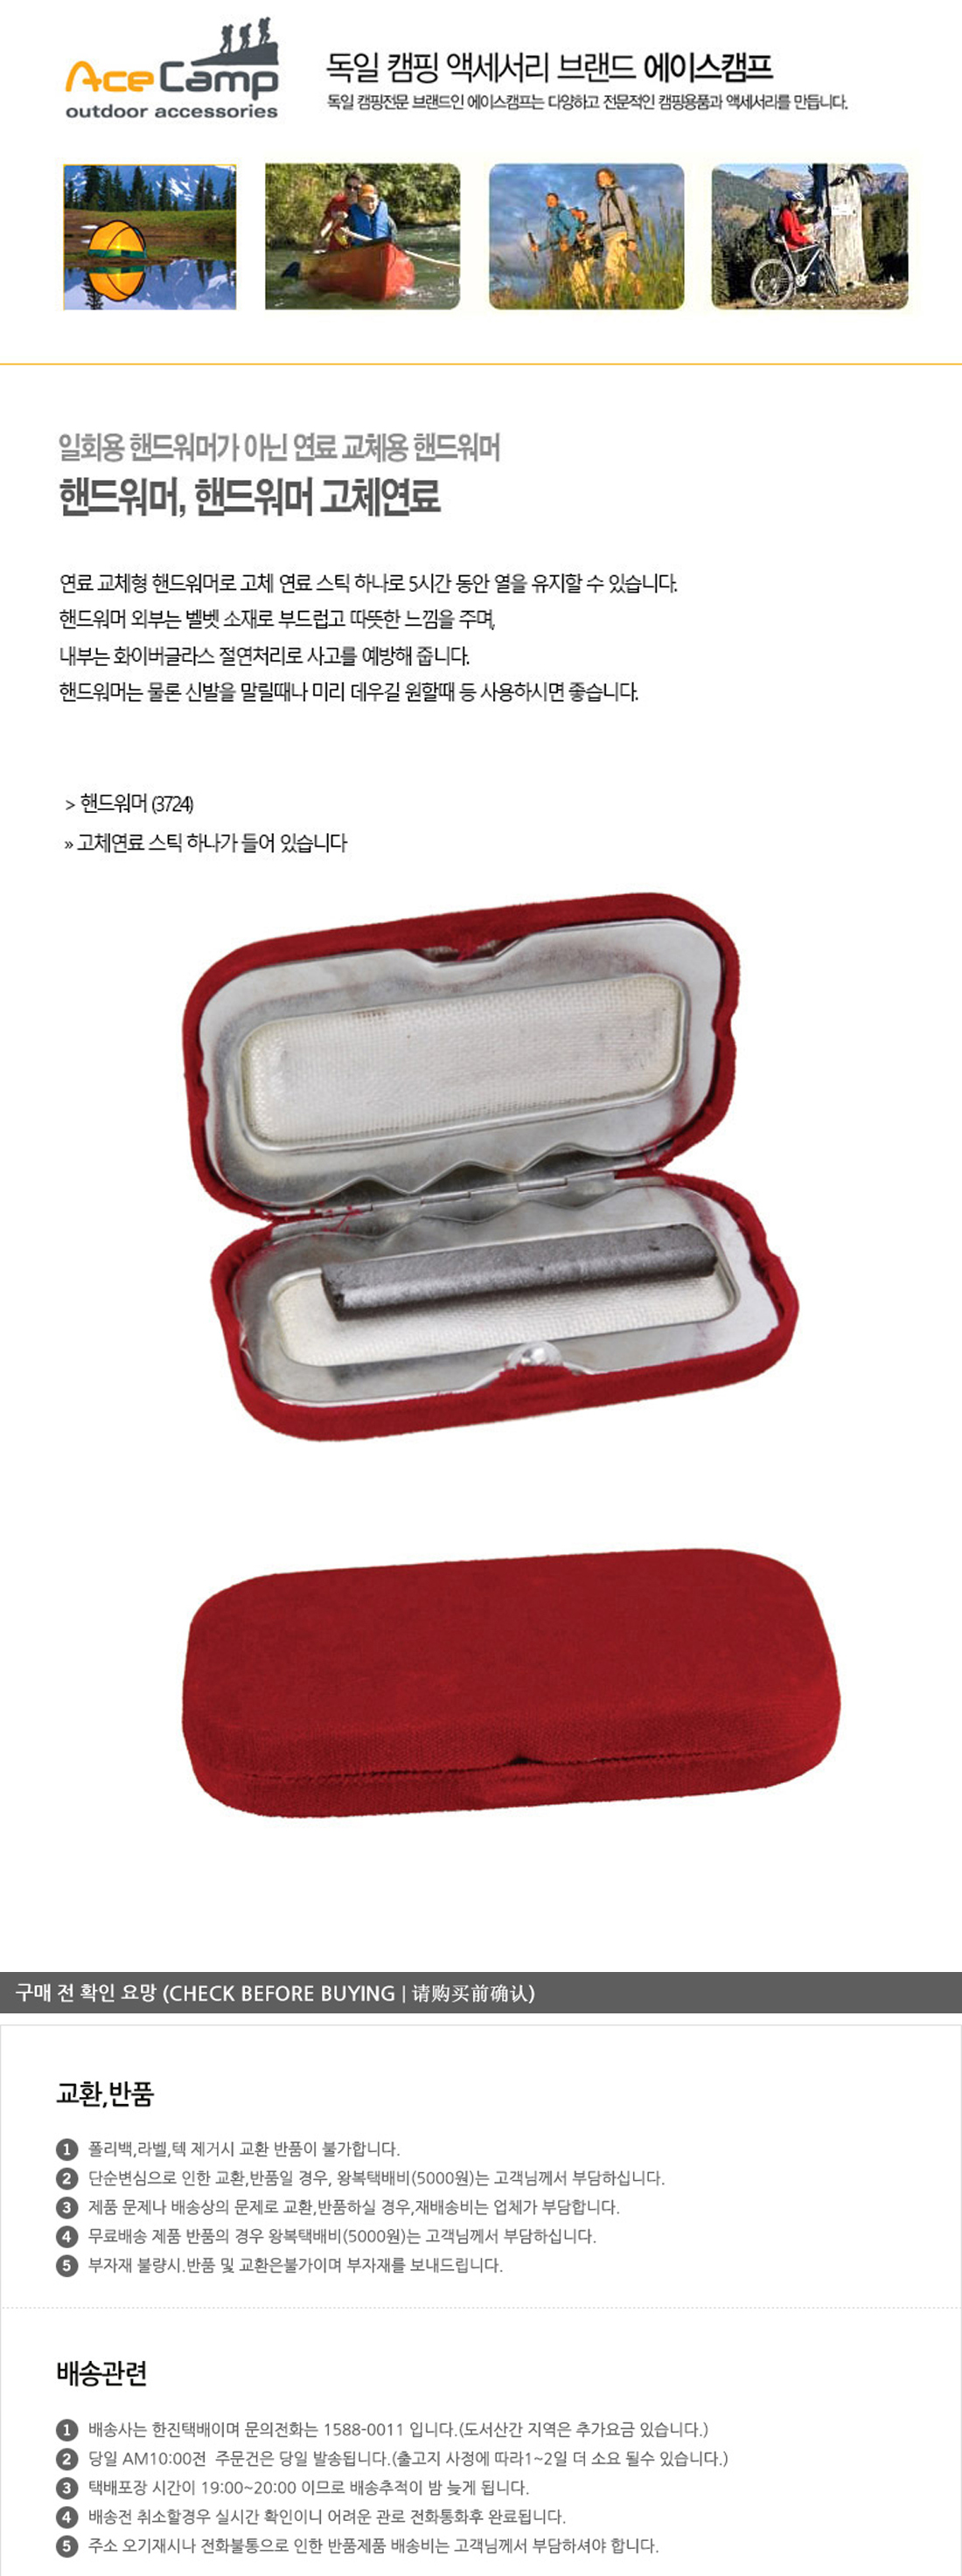 AceCamp
outdoor accessories
독일 캠핑 액세서리 브랜드 에이스캠프
독일 캠핑전문 브랜드인 에이스캠프는 다양하고 전문적인 캠핑용품과 액세서리를 만듭니다.
일회용 핸드워머가 아닌 연료 교체용 핸드워머
핸드워머, 핸드워머 고체연료
연료 교체형 핸드워머로 고체 연료 스틱 하나로 5시간 동안 열을 유지할 수 있습니다.
핸드워머 외부는 벨벳 소재로 부드럽고 따뜻한 느낌을 주며,
내부는 화이버글라스 절연처리로 사고를 예방해 줍니다.
핸드워머는 물론 신발을 말릴때나 미리 데우길 원할때 등 사용하시면 좋습니다.
> 핸드워머 (3724)
» 고체연료 스틱 하나가 들어 있습니다
구매 전 확인 요망 (CHECK BEFORE BUYING | 请购买前确认)
교환,반품
1 폴리백,라벨,텍 제거시 교환 반품이 불가합니다.
2 단순변심으로 인한 교환,반품일 경우, 왕복택배비(5000원)는 고객님께서 부담하십니다.
3 제품 문제나 배송상의 문제로 교환,반품하실 경우,재배송비는 업체가 부담합니다.
4 무료배송 제품 반품의 경우 왕복택배비(5000원)는 고객님께서 부담하십니다.
5 부자재 불량시.반품 및 교환은불가이며 부자재를 보내드립니다.
배송관련
1 배송사는 한진택배이며 문의전화는 1588-0011 입니다.(도서산간 지역은 추가요금 있습니다.)
2 당일 AM10:00전 주문건은 당일 발송됩니다.(출고지 사정에 따라1~2일 더 소요 될수 있습니다.)
3 택배포장 시간이 19:00~20:00 이므로 배송추적이 밤 늦게 됩니다.
4 배송전 취소할경우 실시간 확인이니 어려운 관로 전화통화후 완료됩니다.
5 주소 오기재시나 전화불통으로 인한 반품제품 배송비는 고객님께서 부담하셔야 합니다.